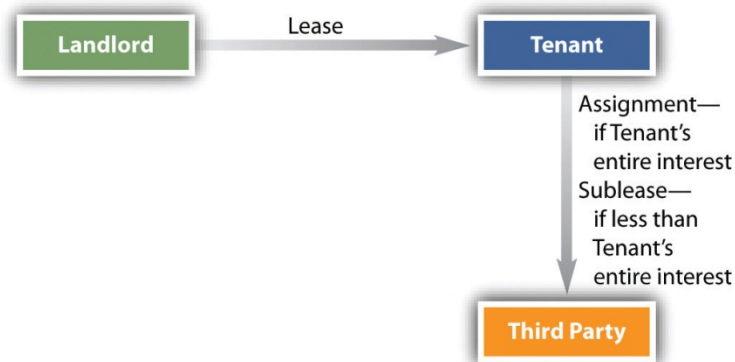 Landlord
Lease
Tenant
Assignment—
if Tenant's
entire interest
Sublease—
if less than
Tenant's
entire interest
Third Party